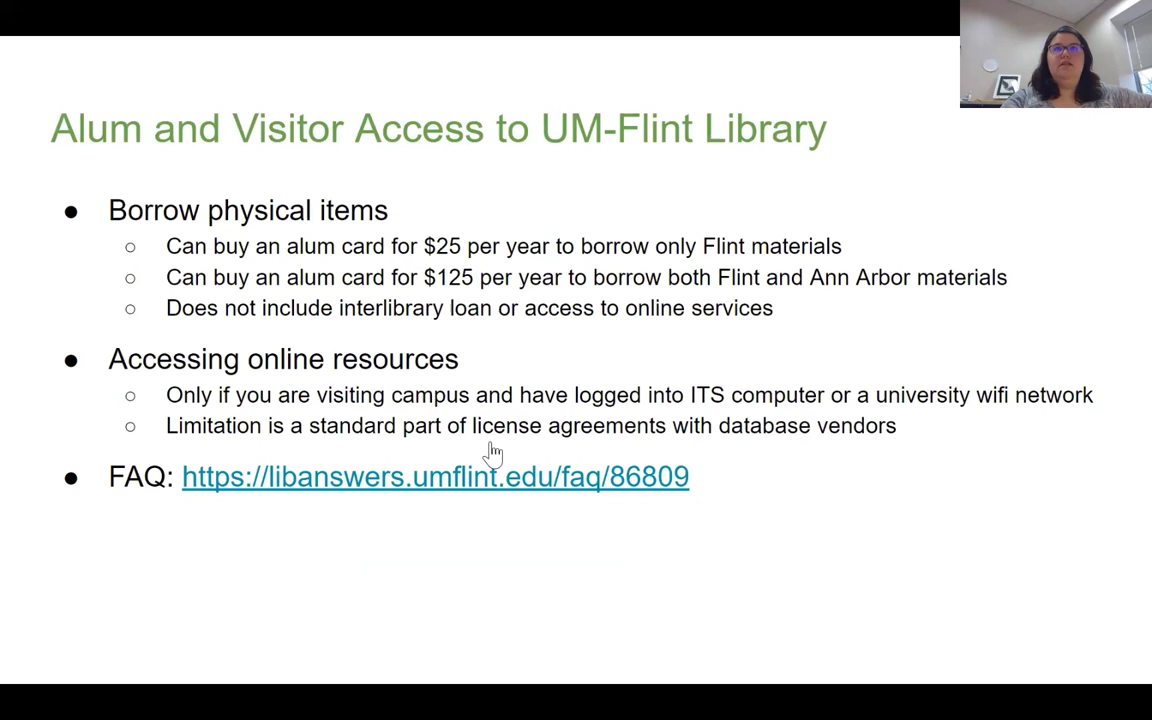 Alum and Visitor Access to UM-Flint Library
● Borrow physical items
○ Can buy an alum card for $25 per year to borrow only Flint materials
○ Can buy an alum card for $125 per year to borrow both Flint and Ann Arbor materials
○ Does not include interlibrary loan or access to online services
● Accessing online resources
○ Only if you are visiting campus and have logged into ITS computer or a university wifi network
○ Limitation is a standard part of license agreements with database vendors
● FAQ: https://libanswers.umflint.edu/faq/86809